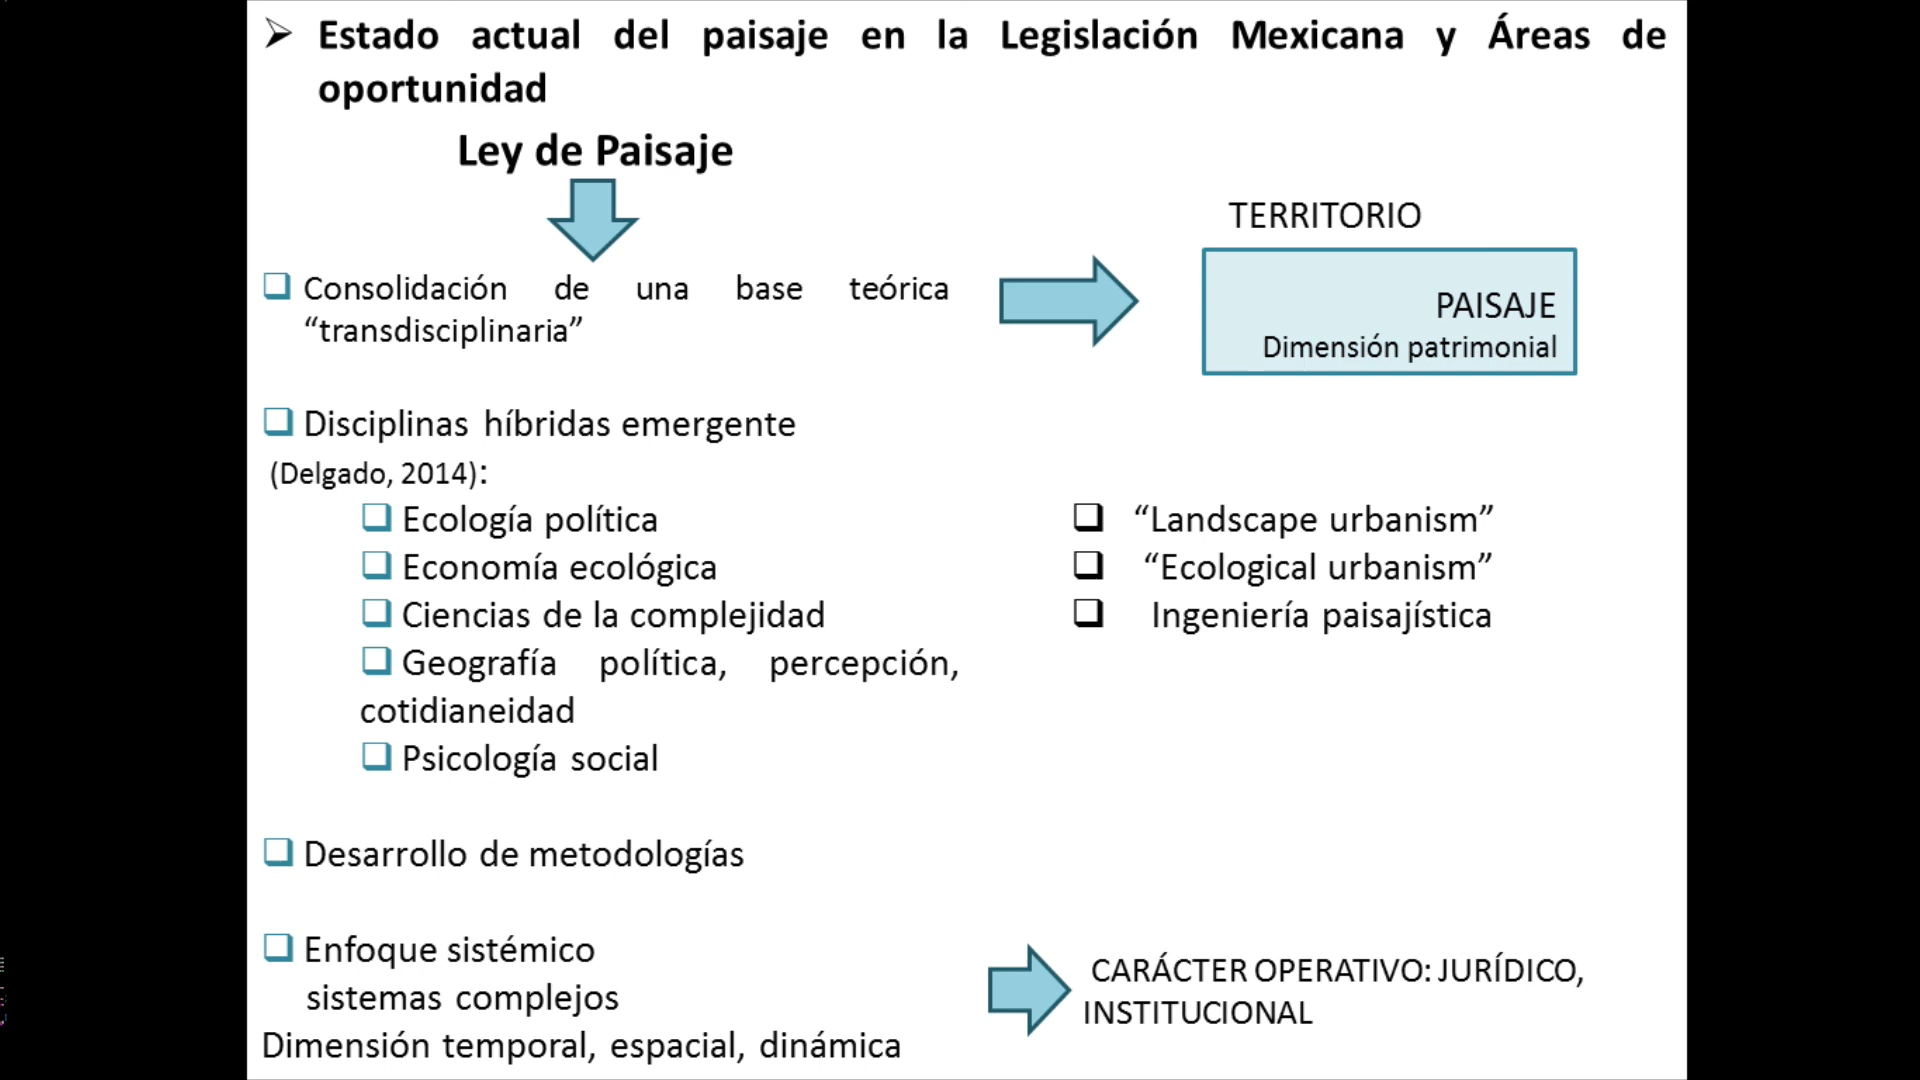 Estado actual del paisaje en la Legislación Mexicana y Áreas de
oportunidad
Ley de Paisaje
TERRITORIO
Consolidación de una base teórica
“transdisciplinaria”
PAISAJE
Dimensión patrimonial
Disciplinas híbridas emergente
(Delgado, 2014):
Ecología política
Economía ecológica
Ciencias de la complejidad
Geografía política, percepción,
cotidianeidad
Psicología social
“Landscape urbanism”
“Ecological urbanism”
Ingeniería paisajística
Desarrollo de metodologías
Enfoque sistémico
sistemas complejos
Dimensión temporal, espacial, dinámica
CARÁCTER OPERATIVO: JURÍDICO,
INSTITUCIONAL